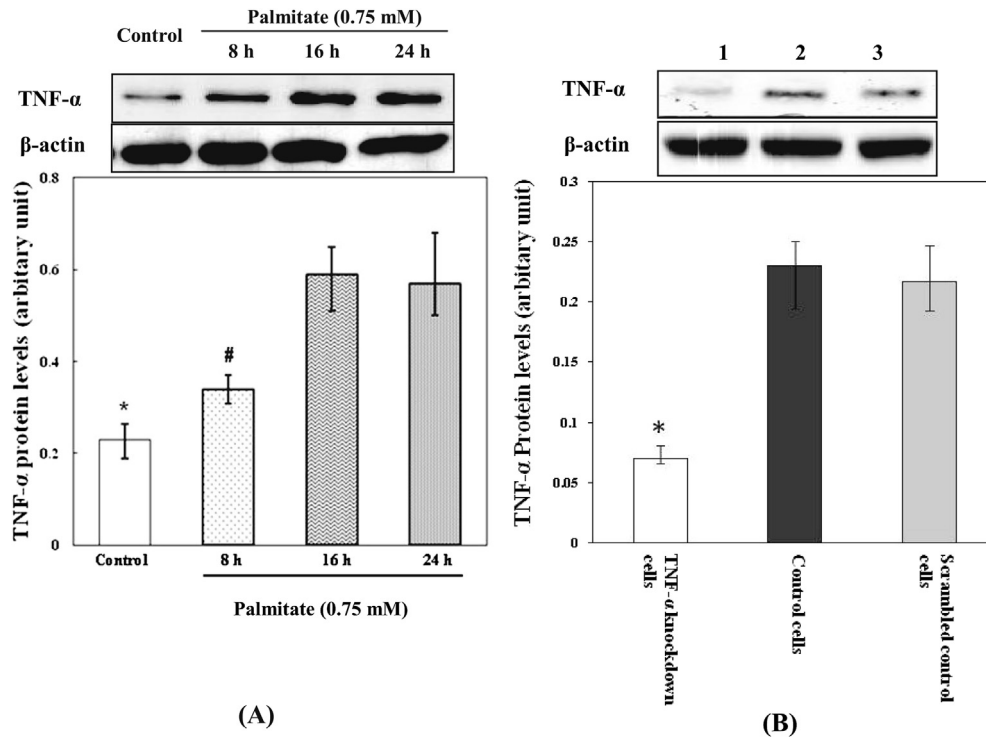 Palmitate (0.75 mM)
Control
8 h 16 h 24 h
TNF-α
β-actin
TNF-α protein levels (arbitary unit)
0.8
0.6
0.4
0.2
0
*
#
Control 8 h 16 h 24 h
Palmitate (0.75 mM)
(A)
1 2 3
TNF-α
β-actin
TNF-α Protein levels (arbitary unit)
0.3
0.25
0.2
0.15
0.1
0.05
0
*
TNF-α knockdown
cells
Control cells
Scrambled control
cells
(B)